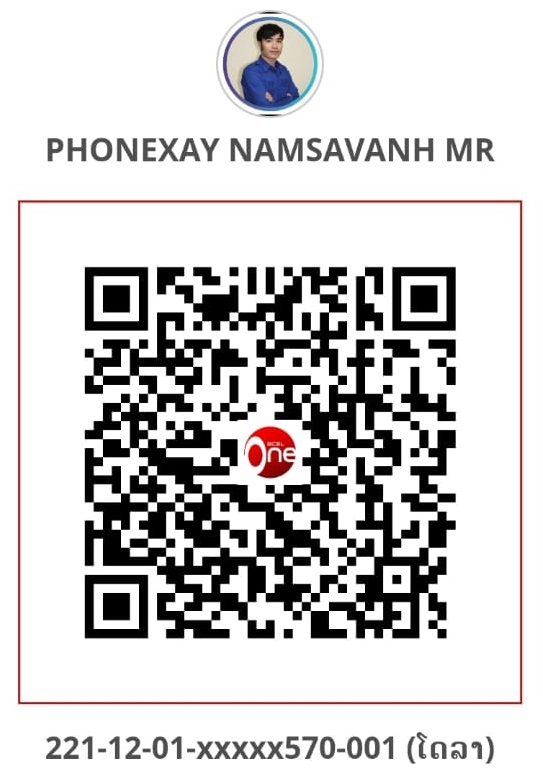 PHONEXAY NAMSAVANH MR
BCEL
One
221-12-01-xxxxx570-001 (ໂດລາ)